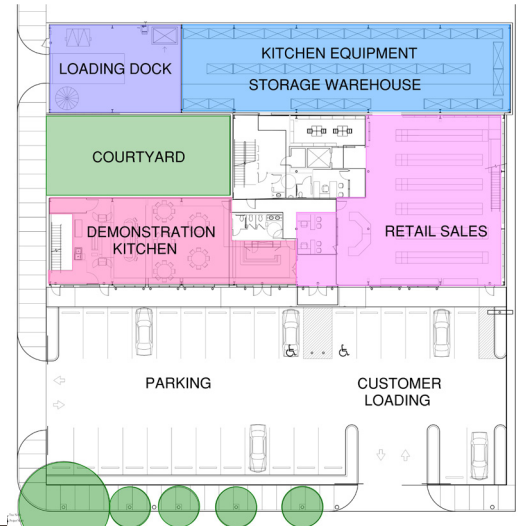 KITCHEN EQUIPMENT
LOADING DOCK
STORAGE WAREHOUSE
COURTYARD
DEMONSTRATION
KITCHEN
RETAIL SALES
PARKING
CUSTOMER
LOADING